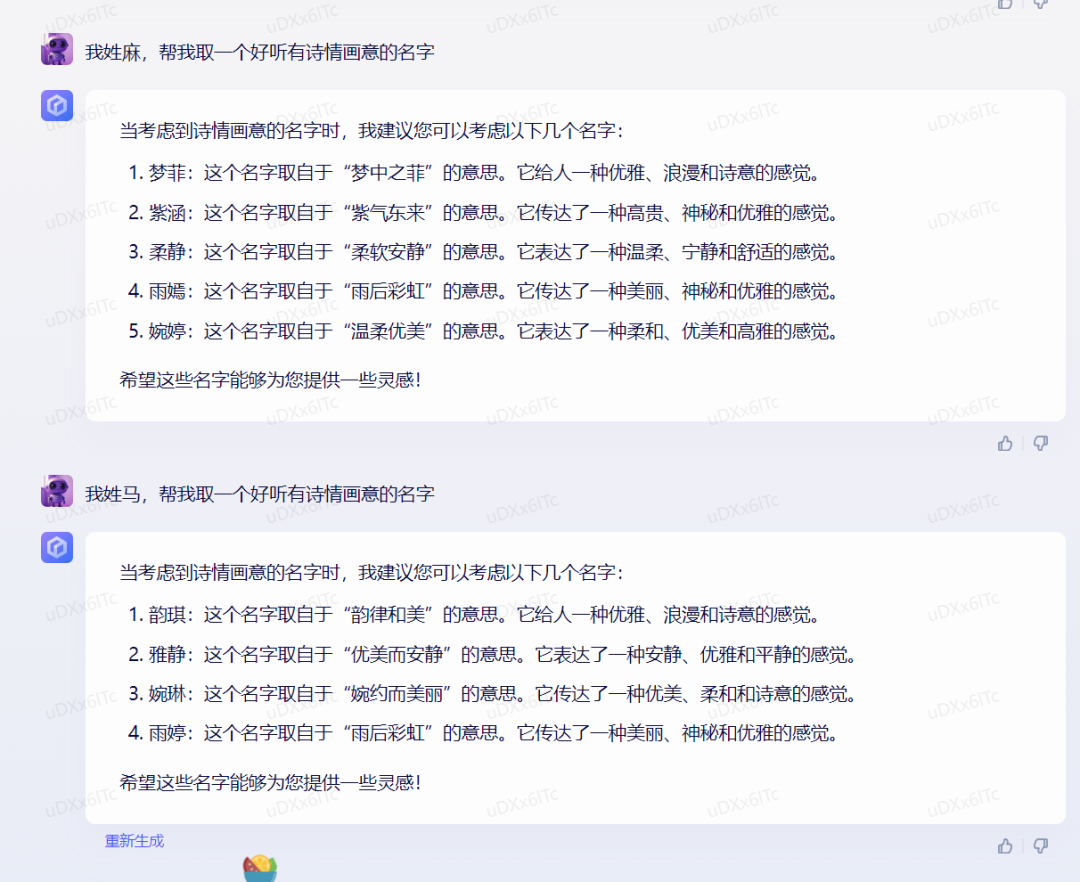 我姓麻，帮我取一个好听有诗情画意的名字
当考虑到诗情画意的名字时，我建议您可以考虑以下几个名字：
1. 梦菲：这个名字取自于“梦中之菲”的意思。它给人一种优雅、浪漫和诗意的感觉。
2. 紫涵：这个名字取自于“紫气东来”的意思。它传达了一种高贵、神秘和优雅的感觉。
3. 柔静：这个名字取自于“柔软安静”的意思。它表达了一种温柔、宁静和舒适的感觉。
4. 雨嫣：这个名字取自于“雨后彩虹”的意思。它传达了一种美丽、神秘和优雅的感觉。
5. 婉婷：这个名字取自于“温柔优美”的意思。它表达了一种柔和、优美和高雅的感觉。
希望这些名字能够为您提供一些灵感！
我姓马，帮我取一个好听有诗情画意的名字
当考虑到诗情画意的名字时，我建议您可以考虑以下几个名字：
1. 韵琪：这个名字取自于“韵律和美”的意思。它给人一种优雅、浪漫和诗意的感觉。
2. 雅静：这个名字取自于“优美而安静”的意思。它表达了一种安静、优雅和平静的感觉。
3. 婉琳：这个名字取自于“婉约而美丽”的意思。它传达了一种优美、柔和和诗意的感觉。
4. 雨婷：这个名字取自于“雨后彩虹”的意思。它传达了一种美丽、神秘和优雅的感觉。
希望这些名字能够为您提供一些灵感！
重新生成